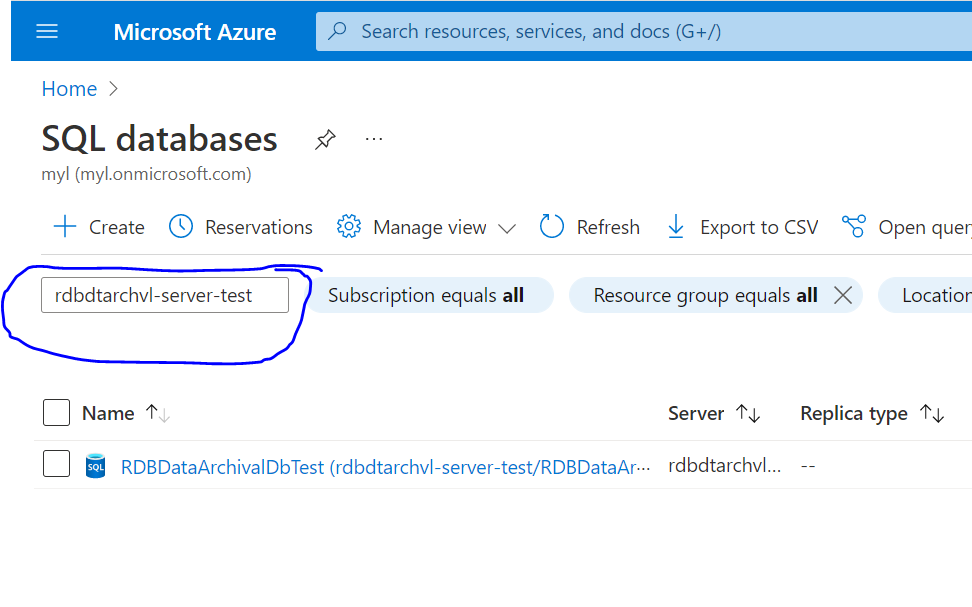 Microsoft Azure
Search resources, services, and docs (G+/)
Home
SQL databases
...
myl (myl.onmicrosoft.com)
Create Reservations Manage view Refresh Export to CSV Open quer
rdbdtarchvl-server-test Subscription equals all Resource group equals all Location
Name Server Replica type
SQL RDBDataArchivalDbTest (rdbdtarchvl-server-test/RDBDataAr... rdbdtarchvl... --